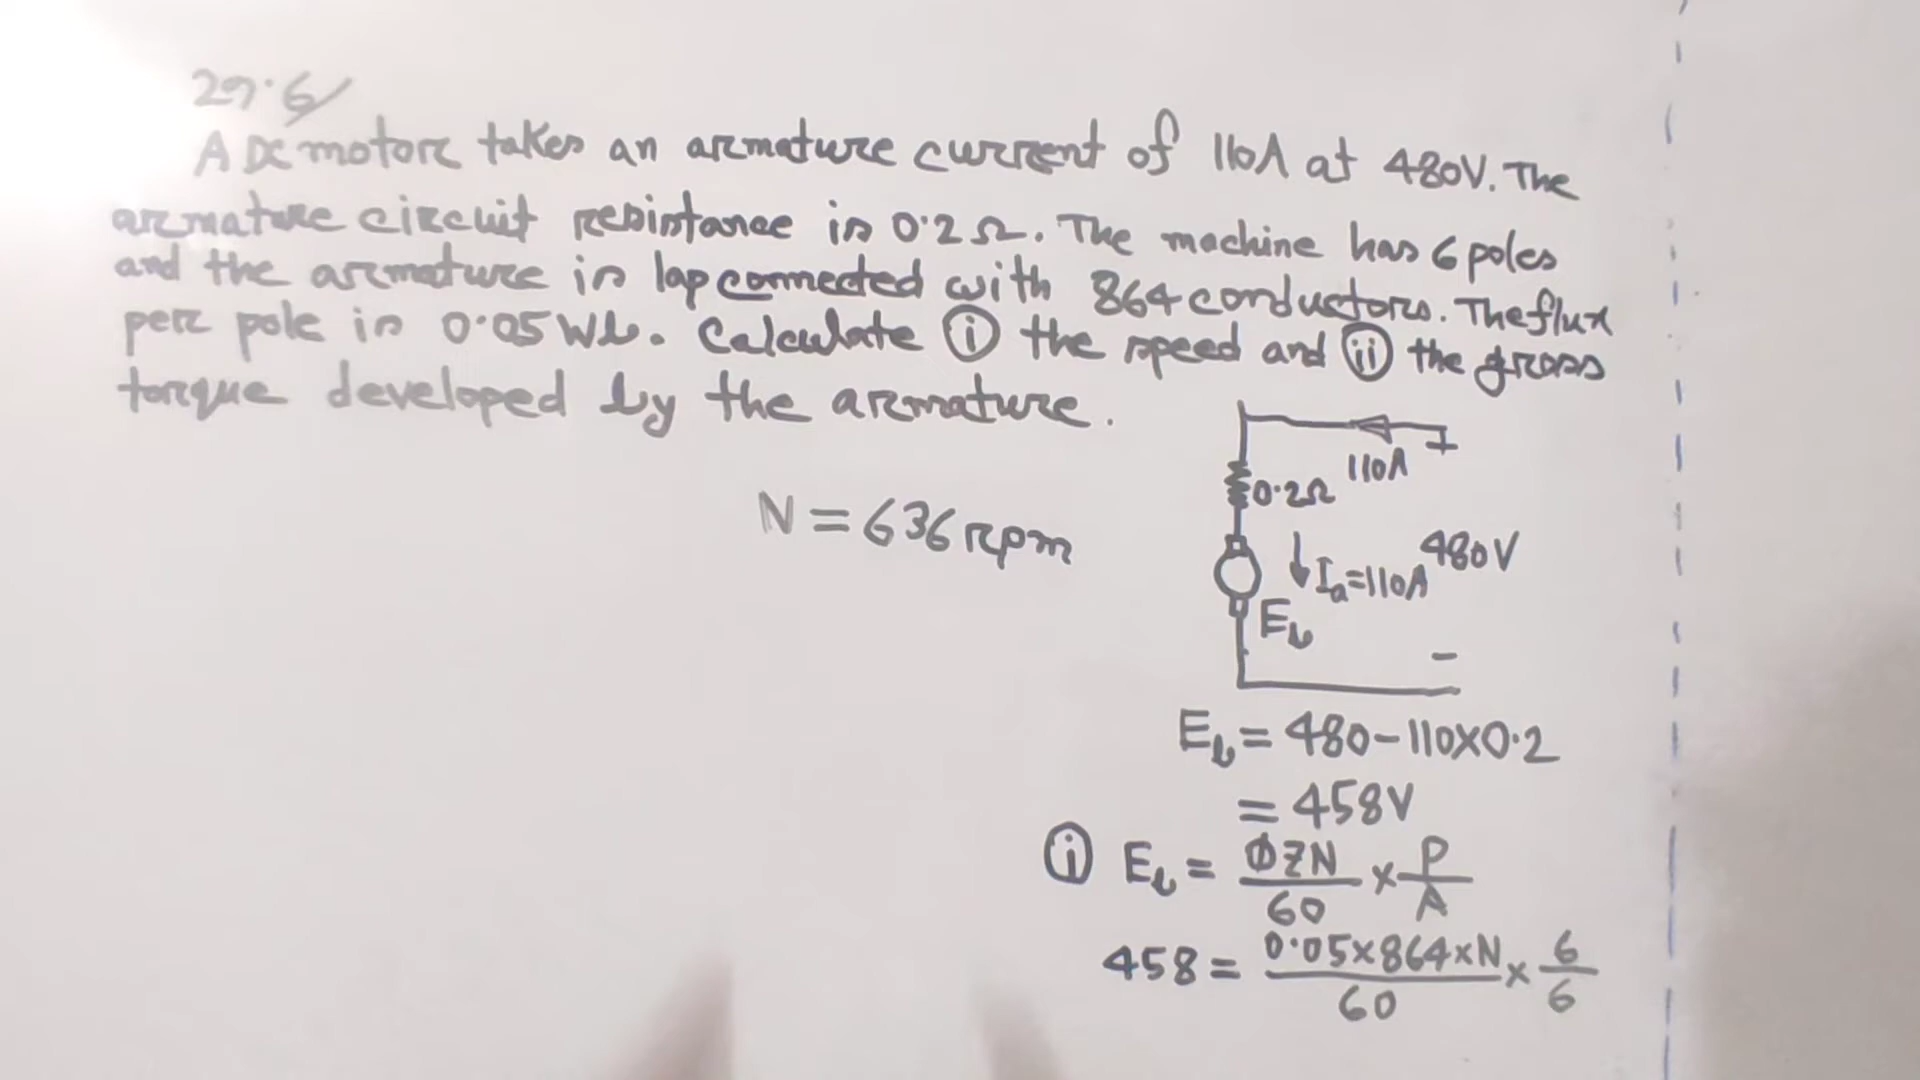 29.6
A DC motor takes an armature current of 110A at 480V. The
armature circuit resistance is 0.2Ω. The machine has 6 poles
and the armature is lap connected with 864 conductors. The flux
per pole is 0.05 Wb. Calculate (i) the speed and (ii) the gross
torque developed by the armature.
+
110A
0.2Ω
N = 636 rpm
480V
Ia=110A
Eb
-
Eb = 480-110×0.2
= 458V
(i) Eb = ΦZN/60 × P/A
458 = 0.05×864×N/60 × 6/6